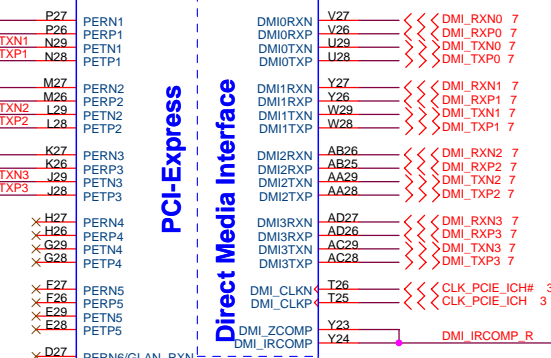 P27 PERN1 DMI0RXN V27 DMI_RXN0 7
P26 PERP1 DMI0RXP V26 DMI_RXP0 7
TXN1 N29 PETN1 DMI0TXN U29 DMI_TXN0 7
TXP1 N28 PETP1 DMI0TXP U28 DMI_TXP0 7
M27 PERN2 DMI1RXN Y27 DMI_RXN1 7
M26 PERP2 DMI1RXP Y26 DMI_RXP1 7
TXN2 L29 PETN2 DMI1TXN W29 DMI_TXN1 7
TXP2 L28 PETP2 DMI1TXP W28 DMI_TXP1 7
PCI-Express
Direct Media Interface
K27 PERN3 DMI2RXN AB26 DMI_RXN2 7
K26 PERP3 DMI2RXP AB25 DMI_RXP2 7
TXN3 J29 PETN3 DMI2TXN AA29 DMI_TXN2 7
TXP3 J28 PETP3 DMI2TXP AA28 DMI_TXP2 7
H27 PERN4 DMI3RXN AD27 DMI_RXN3 7
H26 PERP4 DMI3RXP AD26 DMI_RXP3 7
G29 PETN4 DMI3TXN AC29 DMI_TXN3 7
G28 PETP4 DMI3TXP AC28 DMI_TXP3 7
F27 PERN5 DMI_CLKN T26 CLK_PCIE_ICH# 3
F26 PERP5 DMI_CLKP T25 CLK_PCIE_ICH 3
E29 PETN5
E28 PETP5 DMI_ZCOMP Y23
DMI_IRCOMP Y24 DMI_IRCOMP_R
D27 PERN6/GLAN_RXN